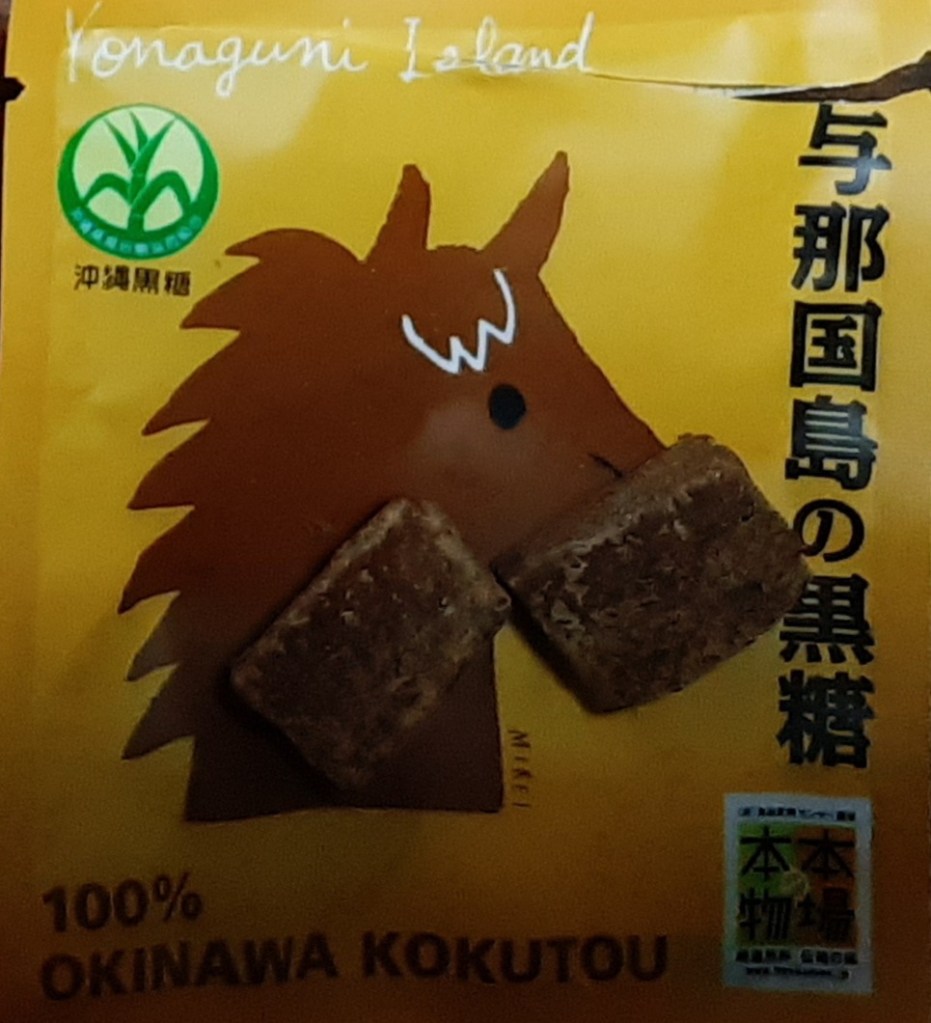 Yonaguni Island
沖縄黒糖
与那国島の黒糖
MIKEI
本場
本物
100%
OKINAWA KOKUTOU